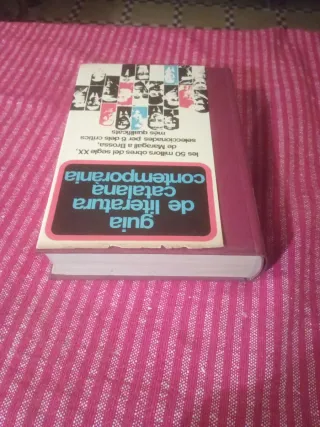 guia
de literatura
catalana
contemporània
les 50 millors obres del segle XX,
de Maragall a Brossa,
seleccionades per 6 dels crítics
més qualificats